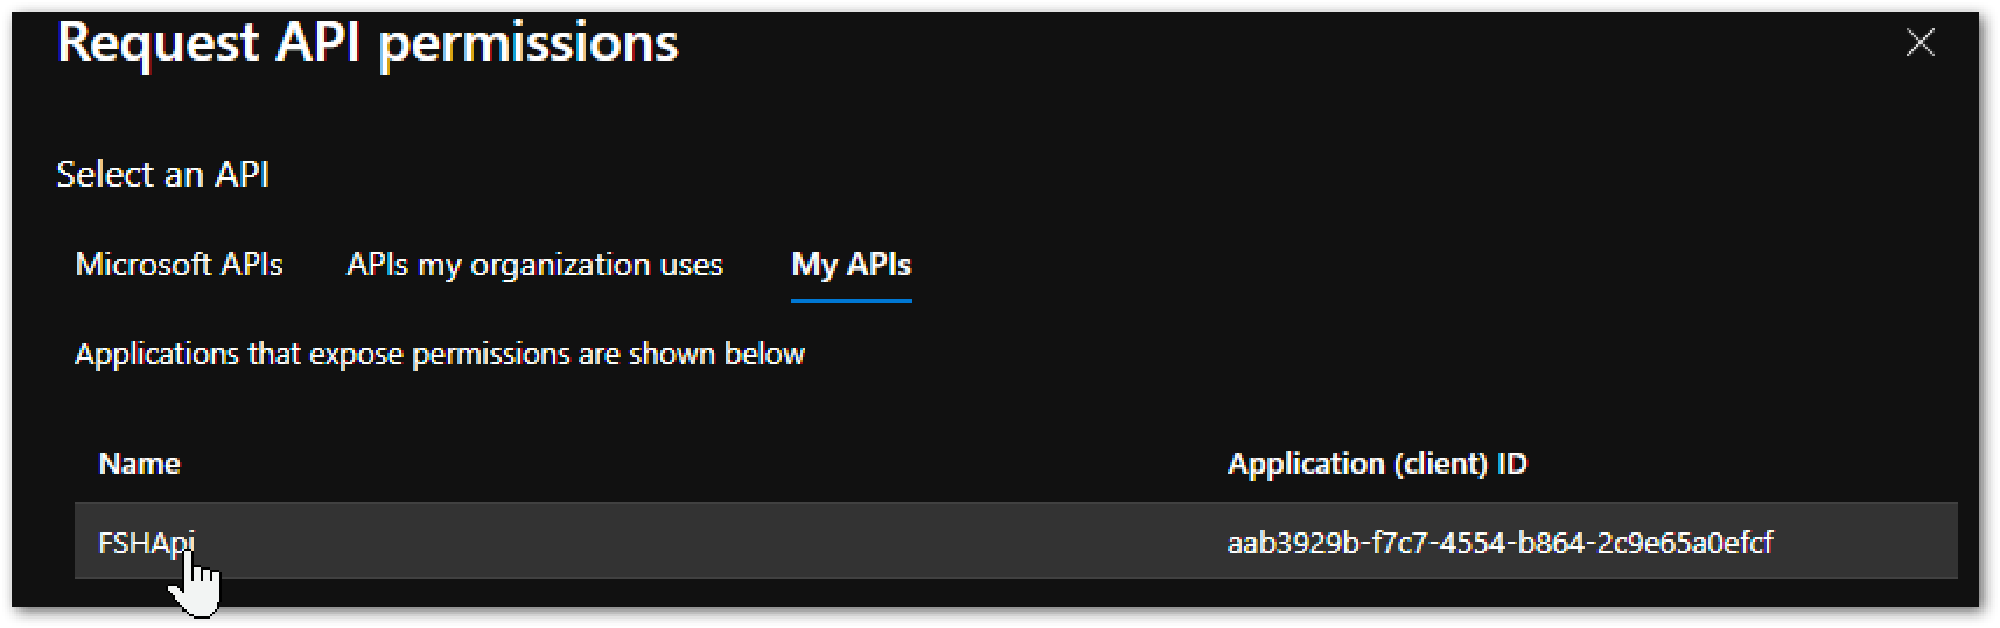 Request API permissions
Select an API
Microsoft APIs APIs my organization uses My APIs
Applications that expose permissions are shown below
Name Application (client) ID
FSHApi aab3929b-f7c7-4554-b864-2c9e65a0efcf